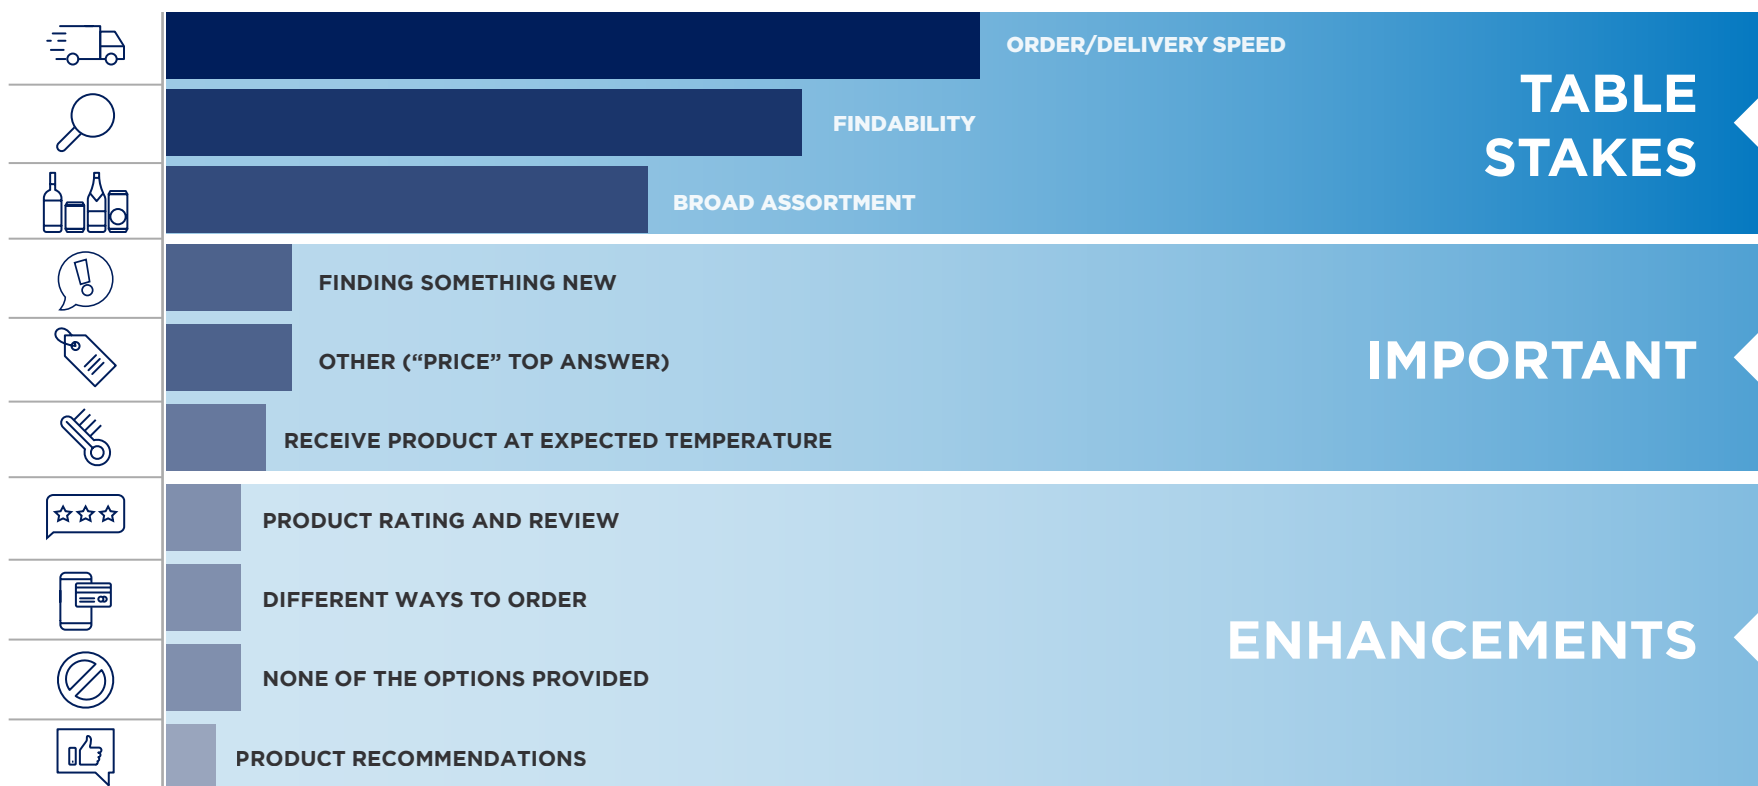 ORDER/DELIVERY SPEED
FINDABILITY
BROAD ASSORTMENT
TABLE
STAKES
FINDING SOMETHING NEW
OTHER (“PRICE” TOP ANSWER)
RECEIVE PRODUCT AT EXPECTED TEMPERATURE
IMPORTANT
PRODUCT RATING AND REVIEW
DIFFERENT WAYS TO ORDER
NONE OF THE OPTIONS PROVIDED
PRODUCT RECOMMENDATIONS
ENHANCEMENTS